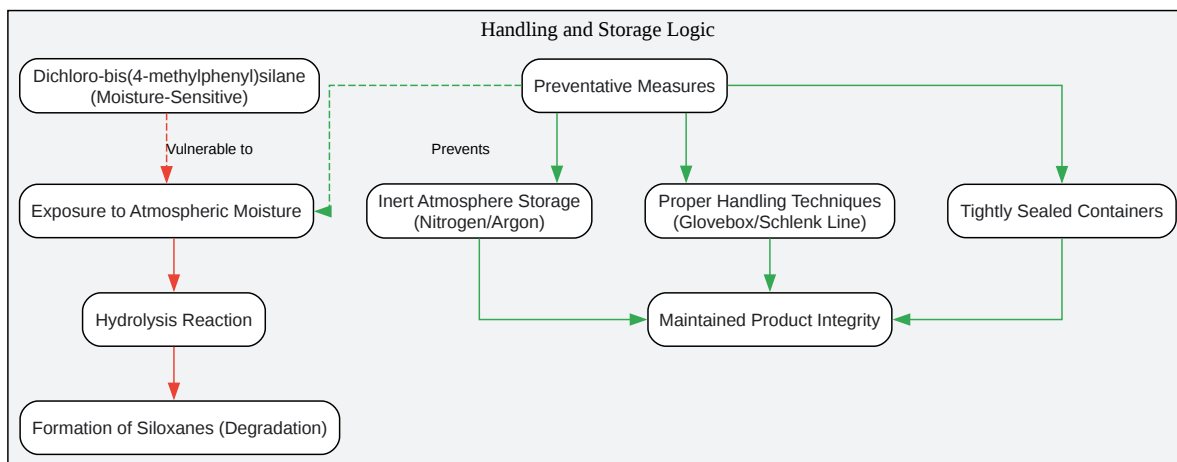 Handling and Storage Logic
Dichloro-bis(4-methylphenyl)silane
(Moisture-Sensitive)
Preventative Measures
Vulnerable to
Prevents
Exposure to Atmospheric Moisture
Inert Atmosphere Storage
(Nitrogen/Argon)
Proper Handling Techniques
(Glovebox/Schlenk Line)
Tightly Sealed Containers
Hydrolysis Reaction
Maintained Product Integrity
Formation of Siloxanes (Degradation)